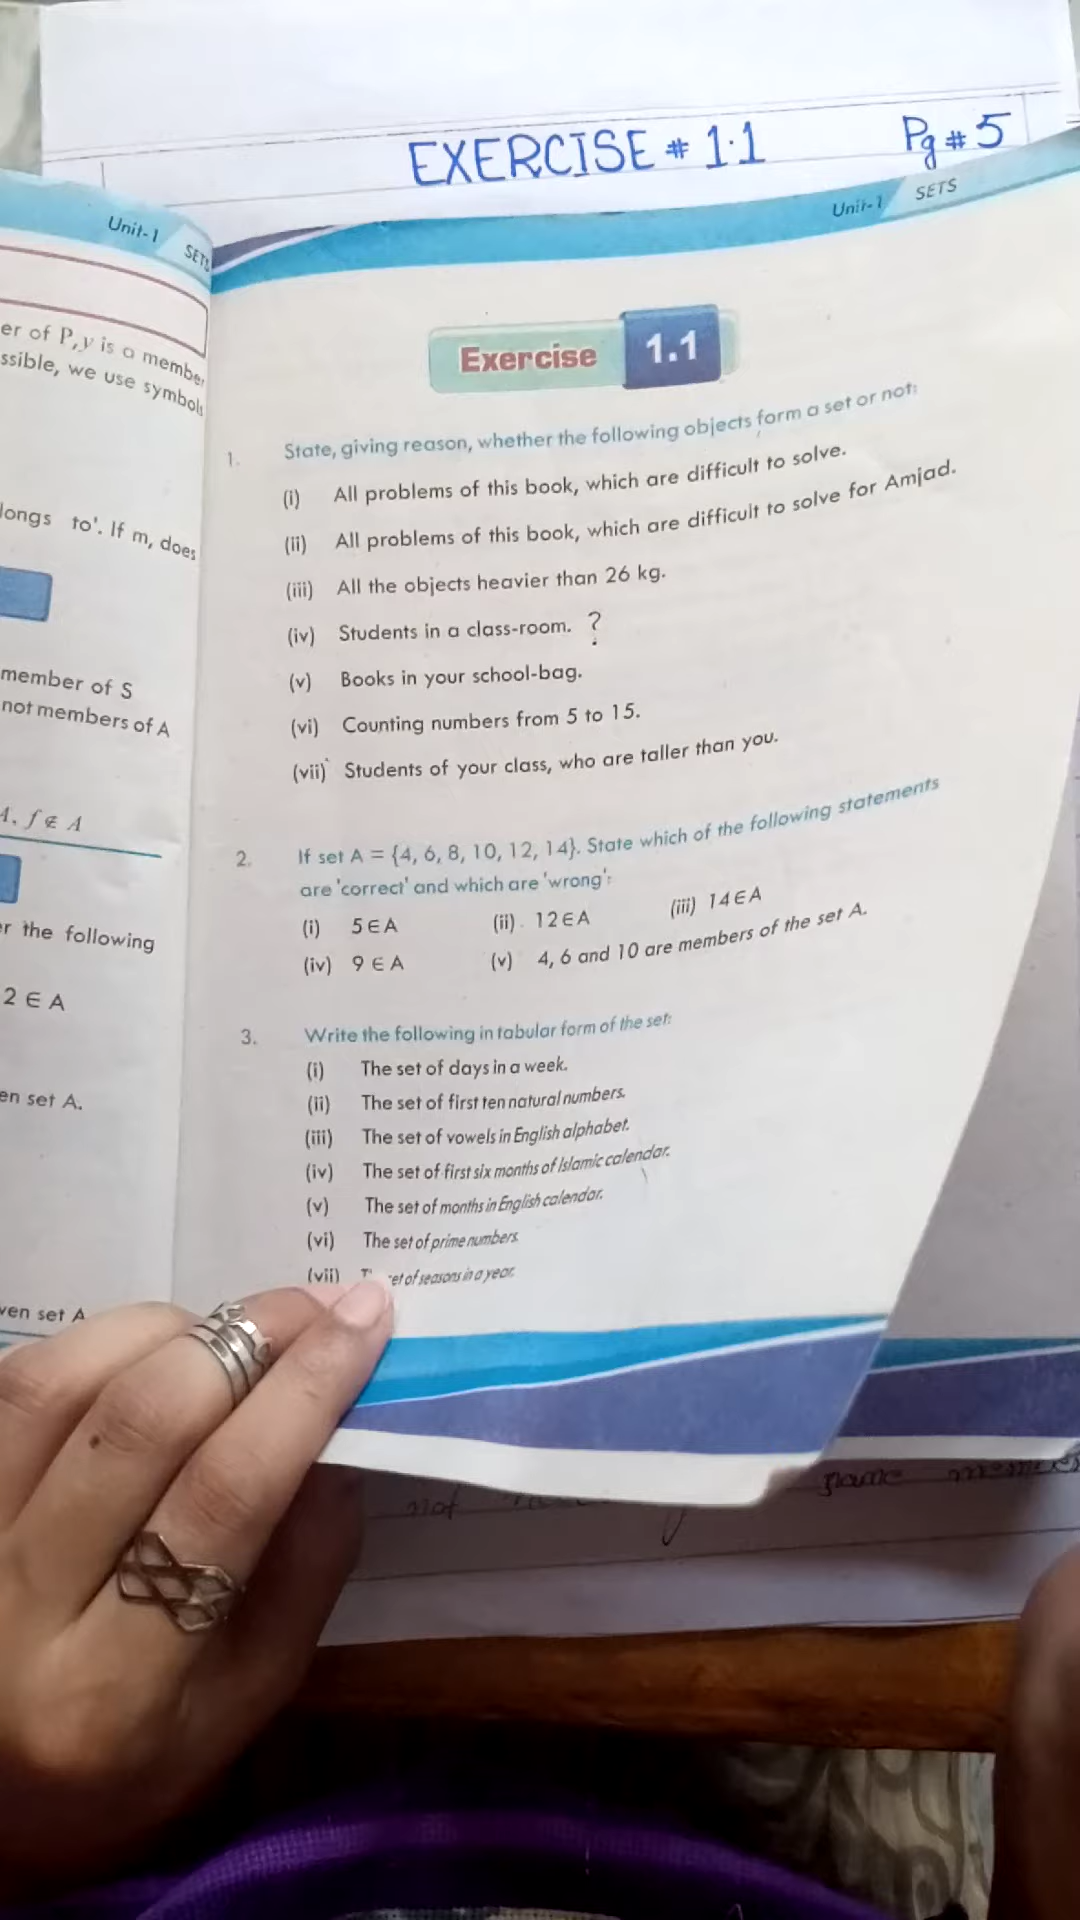 EXERCISE # 1.1 Pg # 5
Unit-1 SETS
er of P, y is a member
ssible, we use symbols
longs to'. If m, does
member of S
not members of A
A, f ∉ A
er the following
2 ∈ A
en set A.
ven set A
Unit-1 SETS
Exercise 1.1
1. State, giving reason, whether the following objects form a set or not:
(i) All problems of this book, which are difficult to solve.
(ii) All problems of this book, which are difficult to solve for Amjad.
(iii) All the objects heavier than 26 kg.
(iv) Students in a class-room. ?
(v) Books in your school-bag.
(vi) Counting numbers from 5 to 15.
(vii) Students of your class, who are taller than you.
2. If set A = {4, 6, 8, 10, 12, 14}. State which of the following statements
are 'correct' and which are 'wrong':
(i) 5 ∈ A (ii). 12 ∈ A (iii) 14 ∈ A
(iv) 9 ∈ A (v) 4, 6 and 10 are members of the set A.
3. Write the following in tabular form of the set:
(i) The set of days in a week.
(ii) The set of first ten natural numbers.
(iii) The set of vowels in English alphabet.
(iv) The set of first six months of Islamic calendar.
(v) The set of months in English calendar.
(vi) The set of prime numbers.
(vii) of seasons in a year.
not name